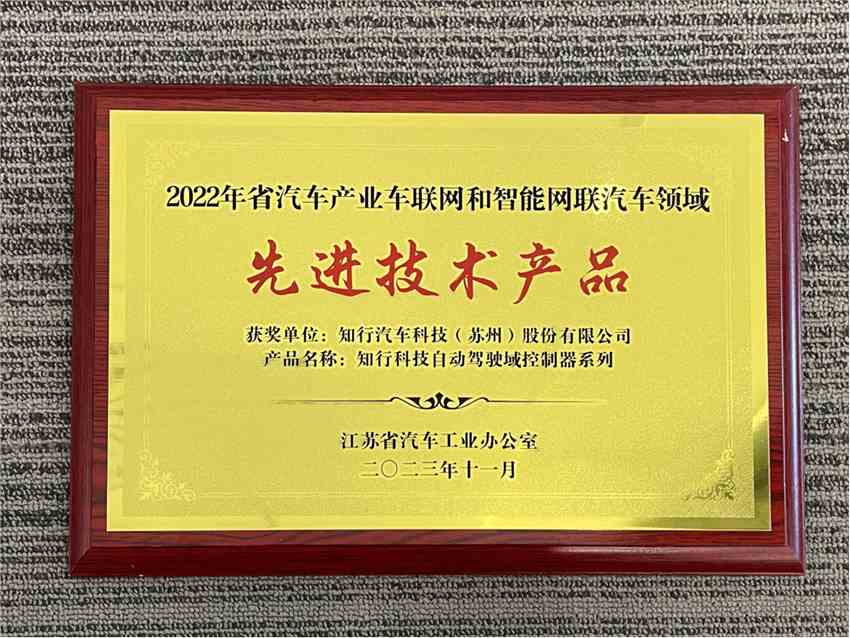 2022年省汽车产业车联网和智能网联汽车领域
先进技术产品
获奖单位：知行汽车科技（苏州）股份有限公司
产品名称：知行科技自动驾驶域控制器系列
江苏省汽车工业办公室
二〇二三年十一月